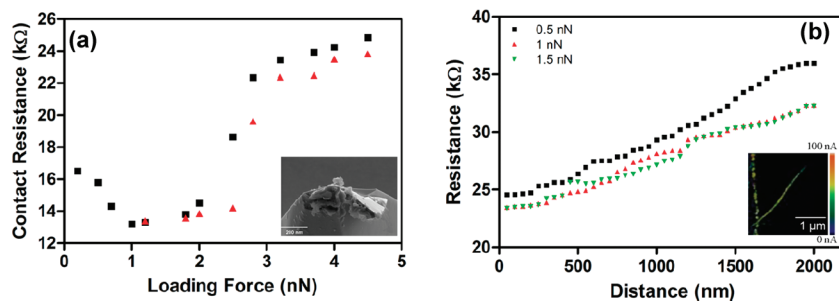 (a)
Contact Resistance (kΩ)
26
24
22
20
18
16
14
12
0
1
2
3
4
5
Loading Force (nN)
200 nm
(b)
Resistance (kΩ)
40
35
30
25
20
0
500
1000
1500
2000
Distance (nm)
0.5 nN
1 nN
1.5 nN
100 nA
0 nA
1 µm